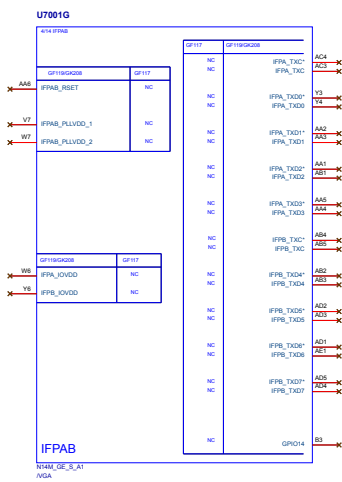 U7001G
4/14 IFPAB
GF117 GF119/GK208
NC IFPA_TXC* AC4
NC IFPA_TXC AC3
GF119/GK208 GF117
AA6 IFPAB_RSET NC
NC IFPA_TXD0* Y3
NC IFPA_TXD0 Y4
V7 IFPAB_PLLVDD_1 NC
W7 IFPAB_PLLVDD_2 NC
NC IFPA_TXD1* AA2
NC IFPA_TXD1 AA3
NC IFPA_TXD2* AA1
NC IFPA_TXD2 AB1
NC IFPA_TXD3* AA5
NC IFPA_TXD3 AA4
NC IFPB_TXC* AB4
NC IFPB_TXC AB5
GF119/GK208 GF117
W6 IFPA_IOVDD NC
Y6 IFPB_IOVDD NC
NC IFPB_TXD4* AB2
NC IFPB_TXD4 AB3
NC IFPB_TXD5* AD2
NC IFPB_TXD5 AD3
NC IFPB_TXD6* AD1
NC IFPB_TXD6 AE1
NC IFPB_TXD7* AD5
NC IFPB_TXD7 AD4
NC GPIO14 B3
IFPAB
N14M_GE_S_A1
/VGA